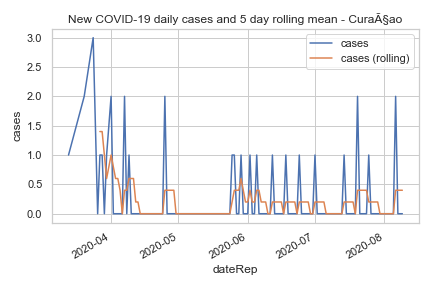 New COVID-19 daily cases and 5 day rolling mean - CuraÃ§ao
cases
cases (rolling)
3.0
2.5
2.0
1.5
1.0
0.5
0.0
cases
2020-04
2020-05
2020-06
2020-07
2020-08
dateRep